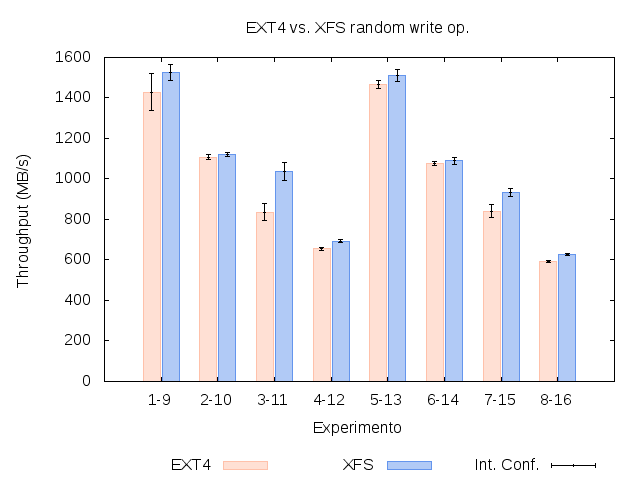 EXT4 vs. XFS random write op.
Throughput (MB/s)
1600
1400
1200
1000
800
600
400
200
0
1-9 2-10 3-11 4-12 5-13 6-14 7-15 8-16
Experimento
EXT4 XFS Int. Conf.